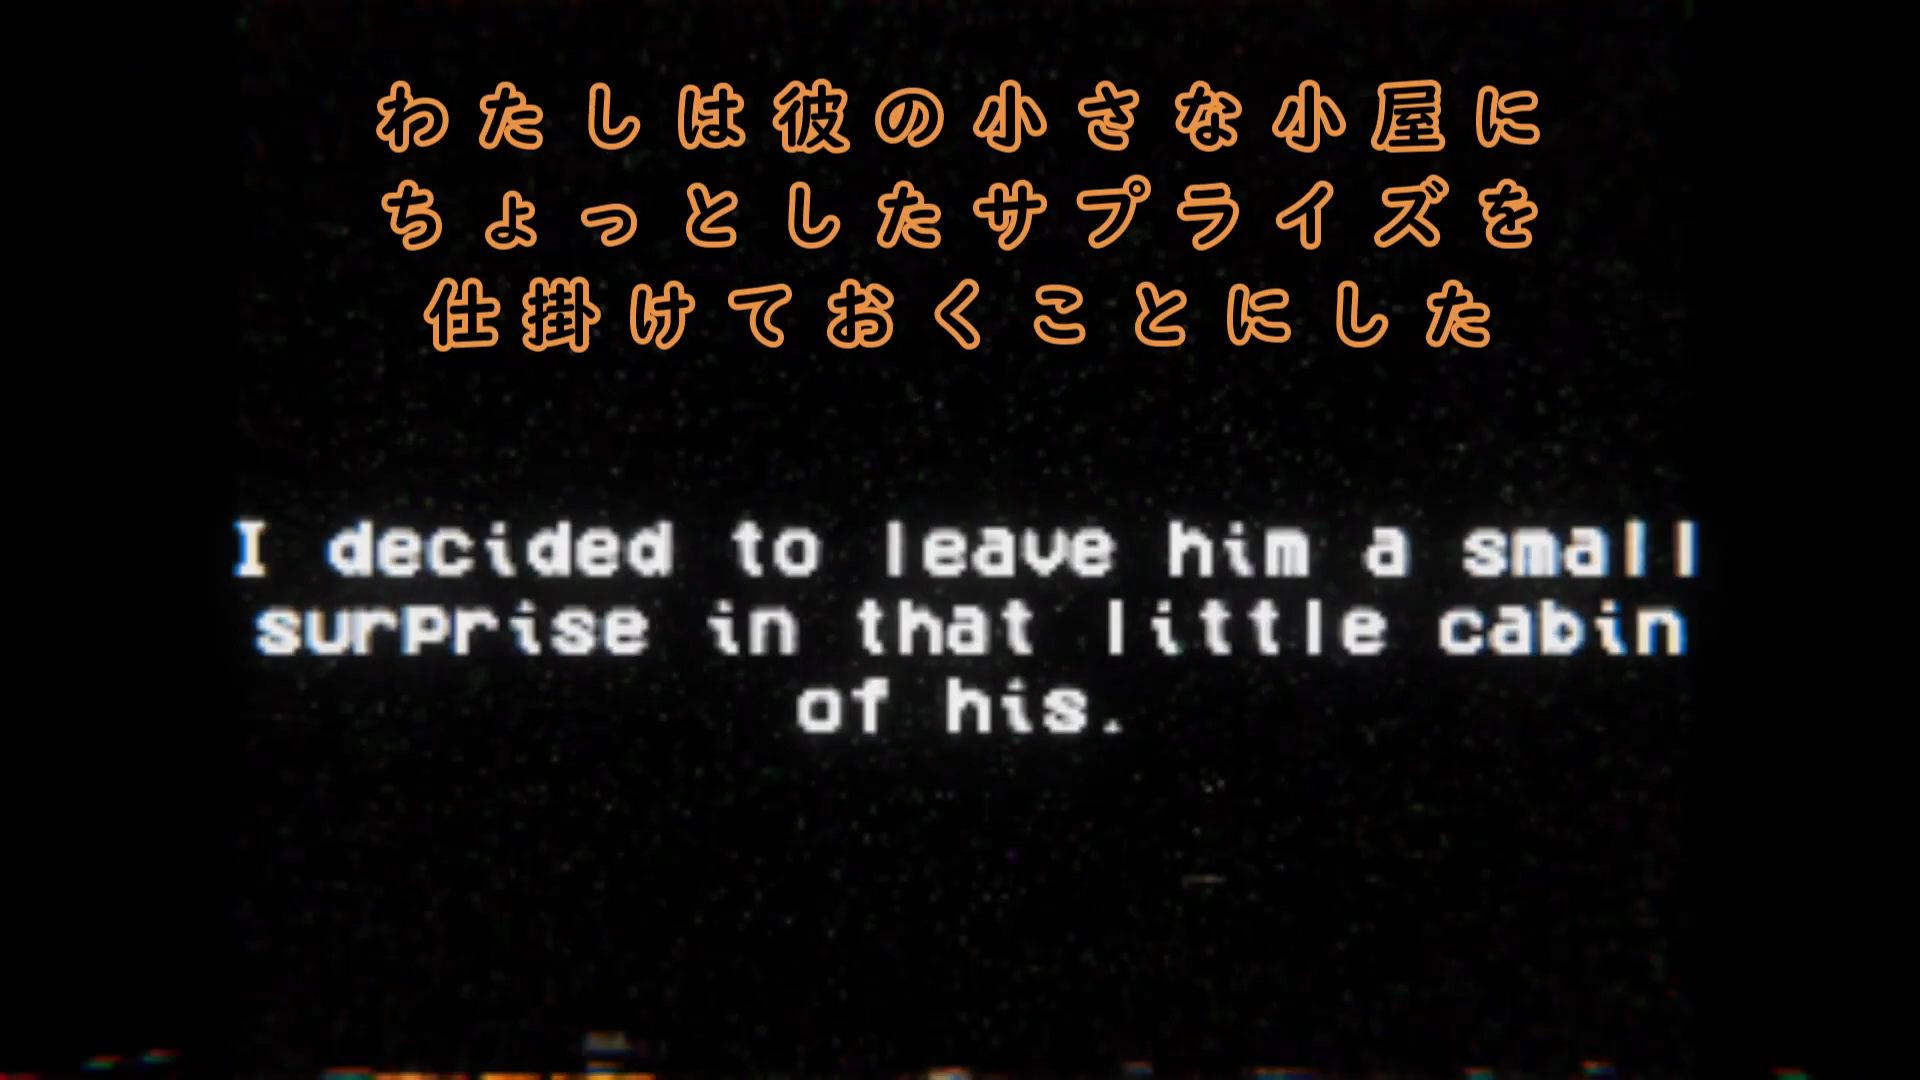 わたしは彼の小さな小屋に
ちょっとしたサプライズを
仕掛けておくことにした
I decided to leave him a small
surprise in that little cabin
of his.